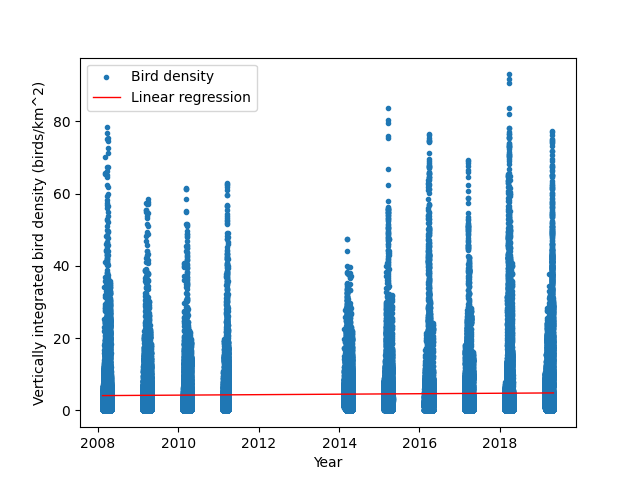 Bird density
Linear regression
Vertically integrated bird density (birds/km^2)
80
60
40
20
0
2008
2010
2012
2014
2016
2018
Year